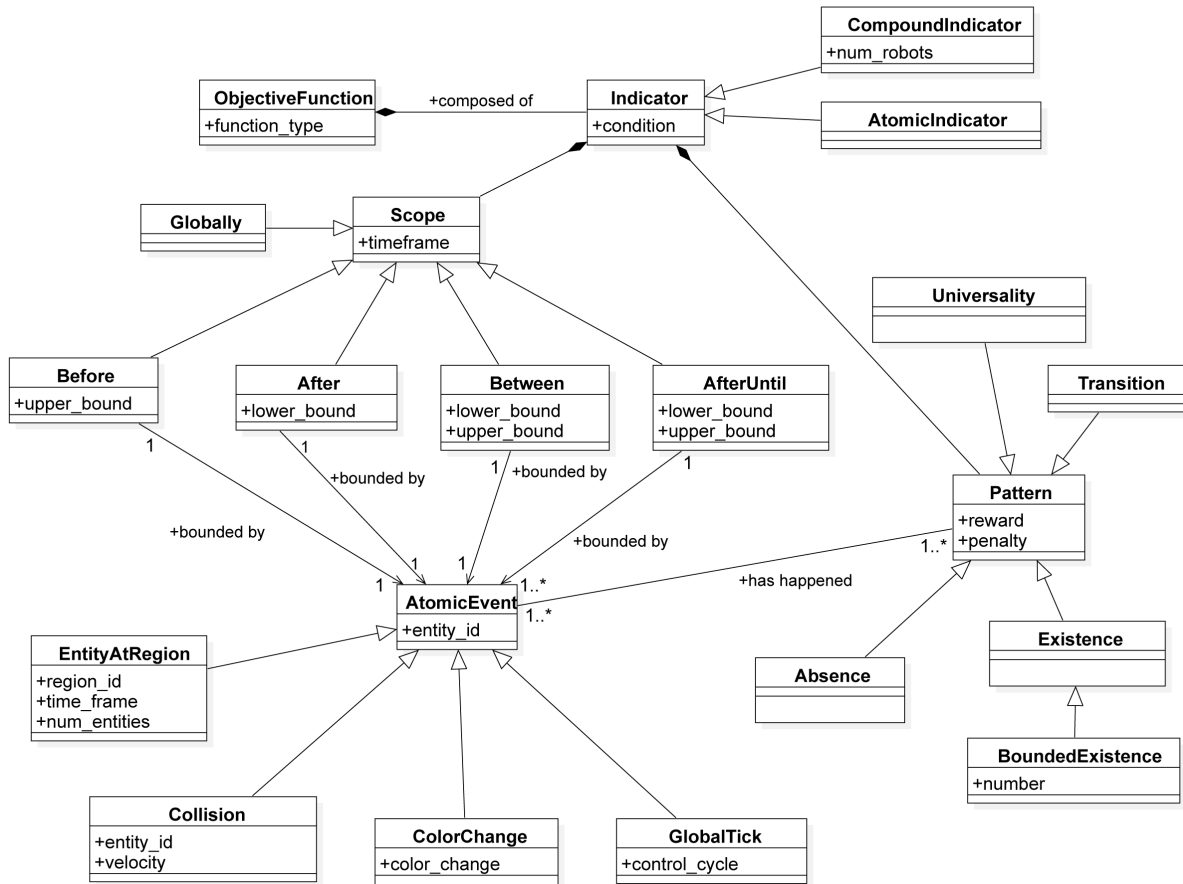 CompoundIndicator
+num_robots
ObjectiveFunction
+function_type
+composed of
Indicator
+condition
AtomicIndicator
Globally
Scope
+timeframe
Universality
Before
+upper_bound
After
+lower_bound
Between
+lower_bound
+upper_bound
AfterUntil
+lower_bound
+upper_bound
Transition
1
1
1
1
+bounded by
+bounded by
+bounded by
+bounded by
Pattern
+reward
+penalty
1..*
+has happened
1
1
1
1..*
1..*
AtomicEvent
+entity_id
EntityAtRegion
+region_id
+time_frame
+num_entities
Absence
Existence
BoundedExistence
+number
Collision
+entity_id
+velocity
ColorChange
+color_change
GlobalTick
+control_cycle